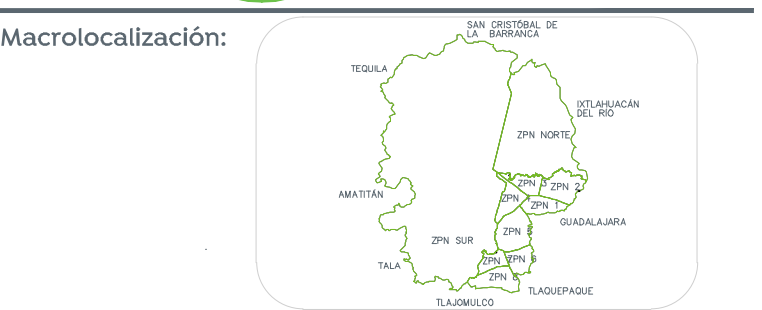 Macrolocalización:
SAN CRISTÓBAL DE
LA BARRANCA
TEQUILA
IXTLAHUACÁN
DEL RÍO
ZPN NORTE
ZPN 3
ZPN 2
AMATITÁN
ZPN 4
ZPN 1
GUADALAJARA
ZPN 5
ZPN SUR
ZPN
ZPN 6
TALA
ZPN 8
TLAQUEPAQUE
TLAJOMULCO